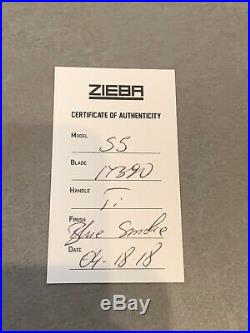 ZIEBA
CERTIFICATE OF AUTHENTICITY
MODEL S5
BLADE 17390
HANDLE Ti
FINISH Blue Smoke
DATE 04-18 18